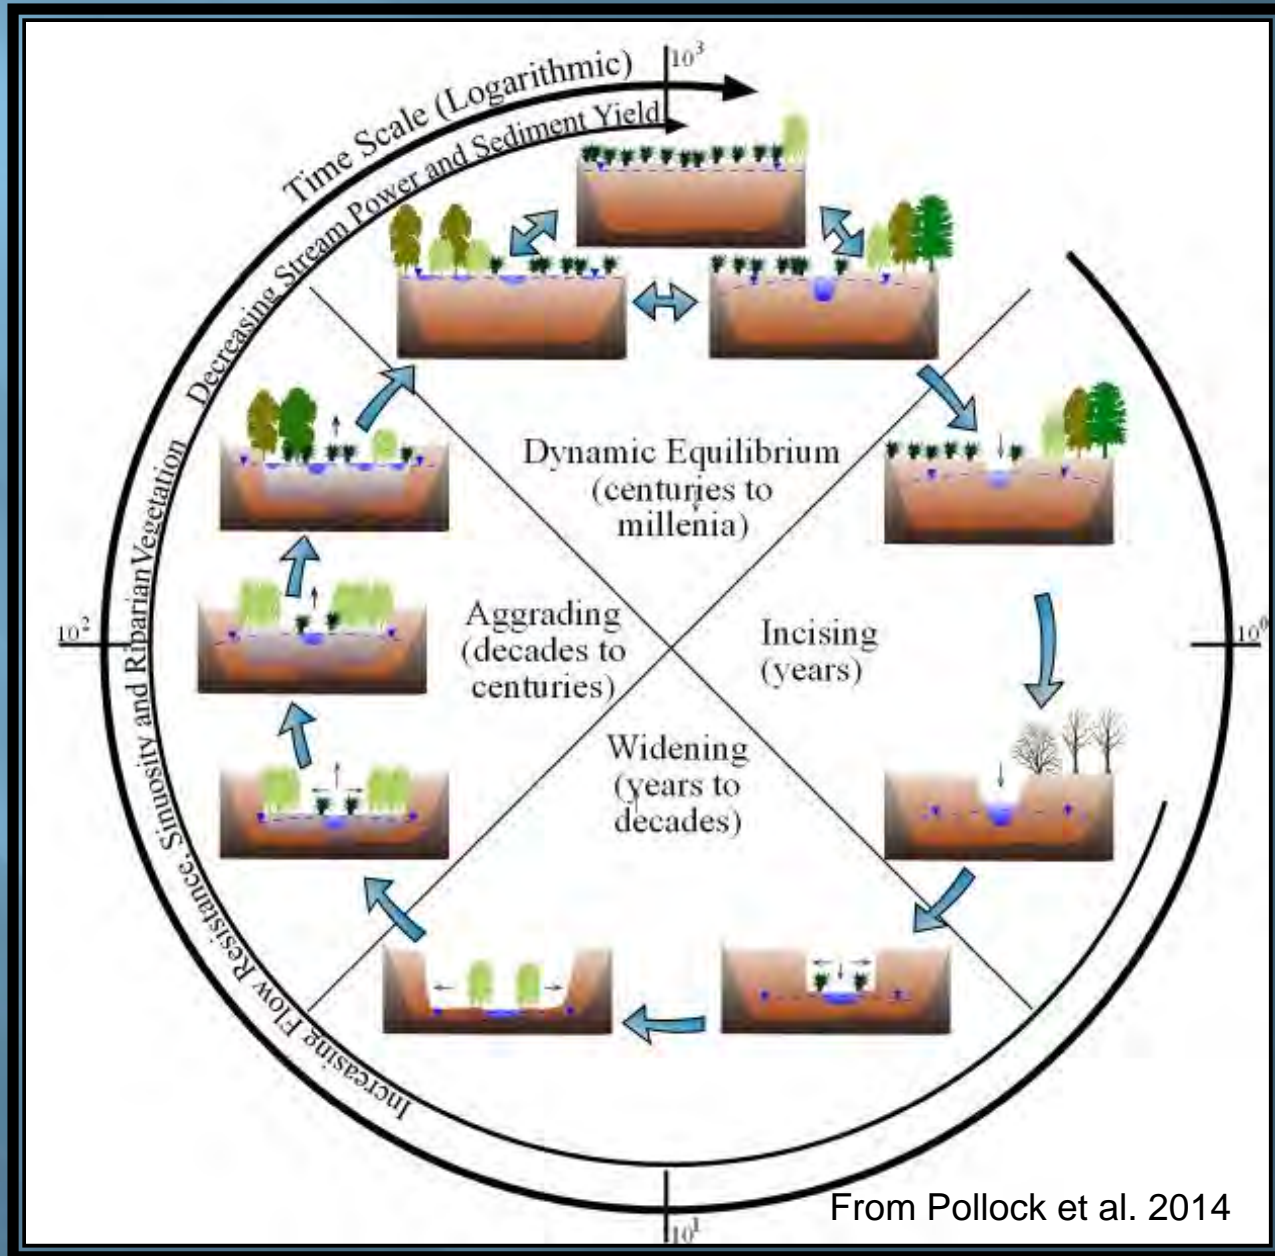 10³
Time Scale (Logarithmic)
Decreasing Stream Power and Sediment Yield
Dynamic Equilibrium
(centuries to
millenia)
Aggrading
(decades to
centuries)
Incising
(years)
10²
10⁰
Widening
(years to
decades)
Increasing Flow Resistance, Sinuosity and Riparian Vegetation
From Pollock et al. 2014
10¹